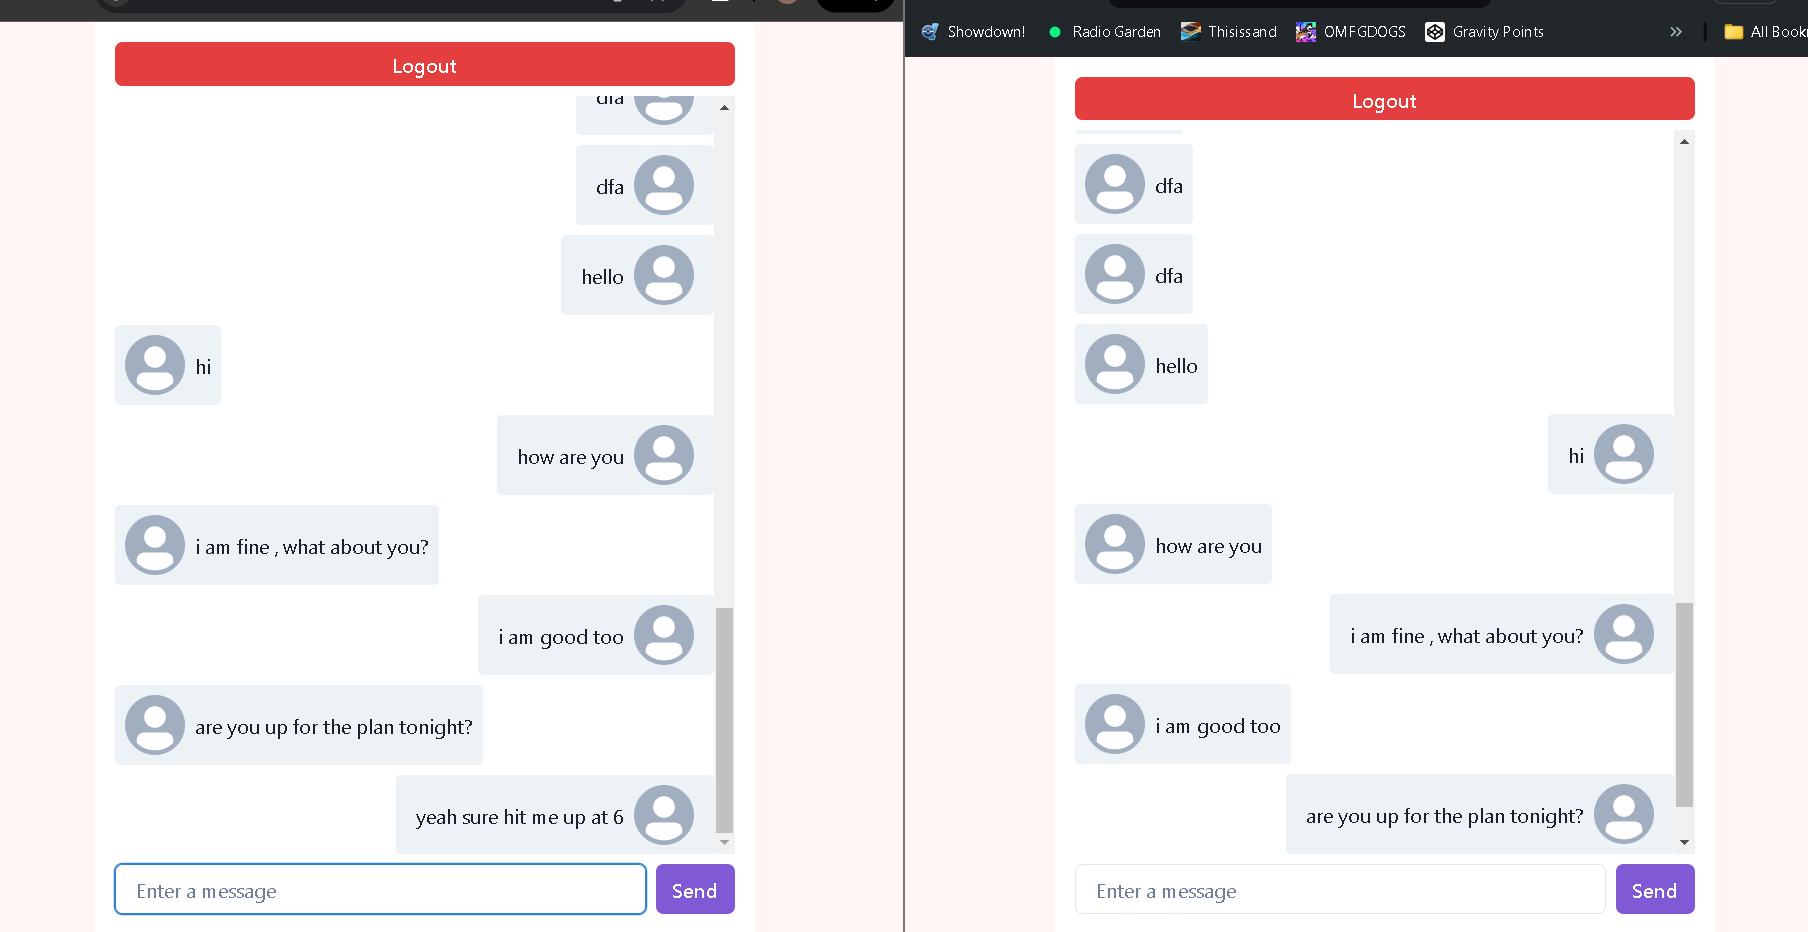 Logout
dfa
dfa
hello
hi
how are you
i am fine , what about you?
i am good too
are you up for the plan tonight?
yeah sure hit me up at 6
Enter a message
Send
Showdown!
Radio Garden
Thisissand
OMFGDOGS
Gravity Points
»
All Bookr
Logout
dfa
dfa
hello
hi
how are you
i am fine , what about you?
i am good too
are you up for the plan tonight?
Enter a message
Send